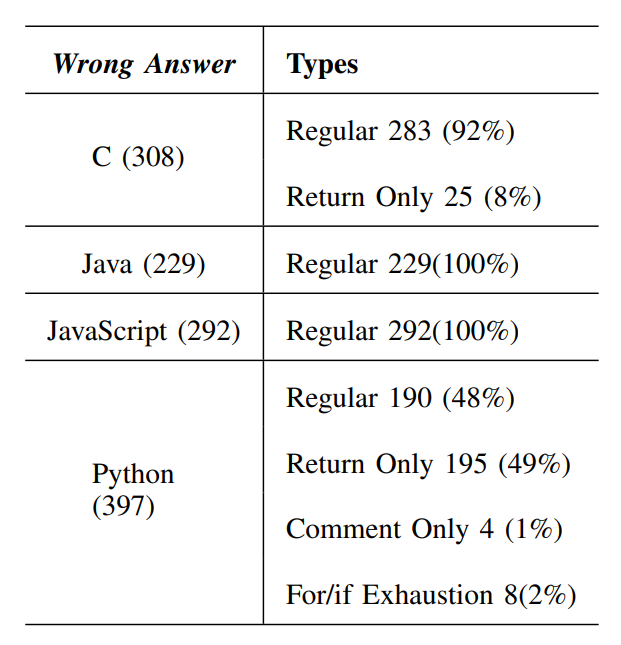 Wrong Answer Types
C (308)
Regular 283 (92%)
Return Only 25 (8%)
Java (229) Regular 229(100%)
JavaScript (292) Regular 292(100%)
Python
(397)
Regular 190 (48%)
Return Only 195 (49%)
Comment Only 4 (1%)
For/if Exhaustion 8(2%)